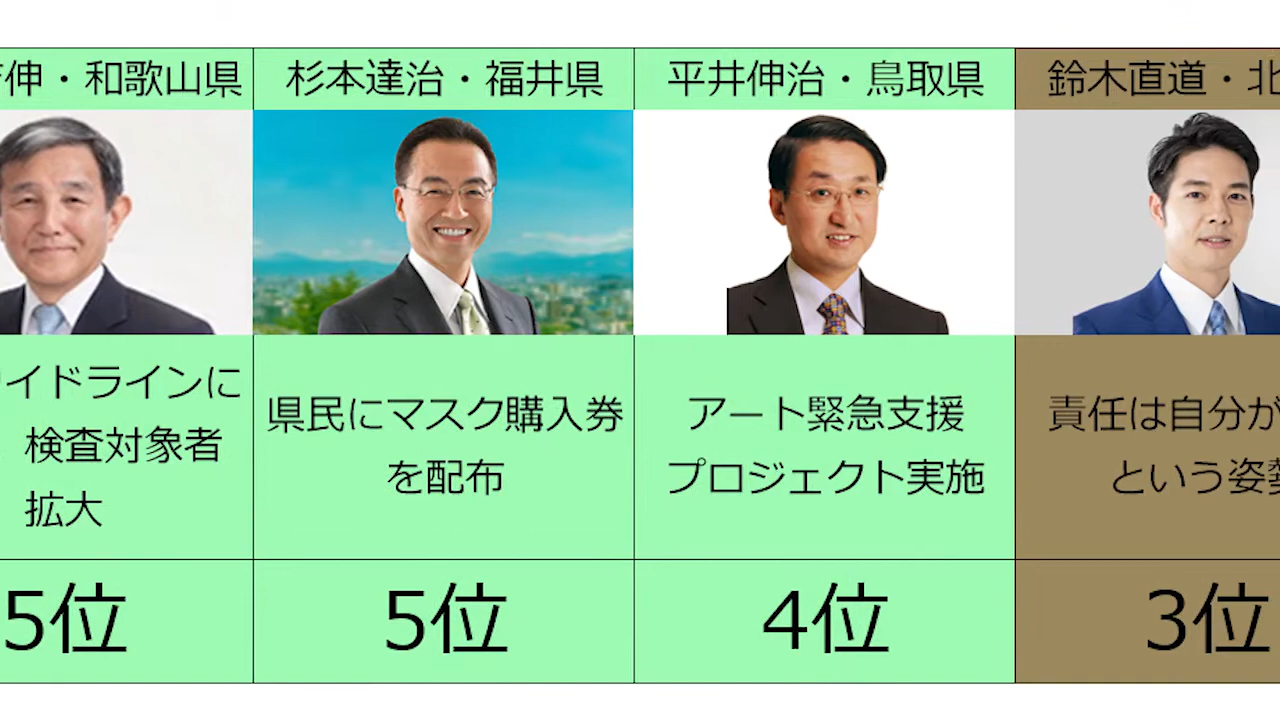 伸・和歌山県
杉本達治・福井県
平井伸治・鳥取県
鈴木直道・北
イドラインに
検査対象者
拡大
県民にマスク購入券
を配布
アート緊急支援
プロジェクト実施
責任は自分が
という姿勢
5位
5位
4位
3位